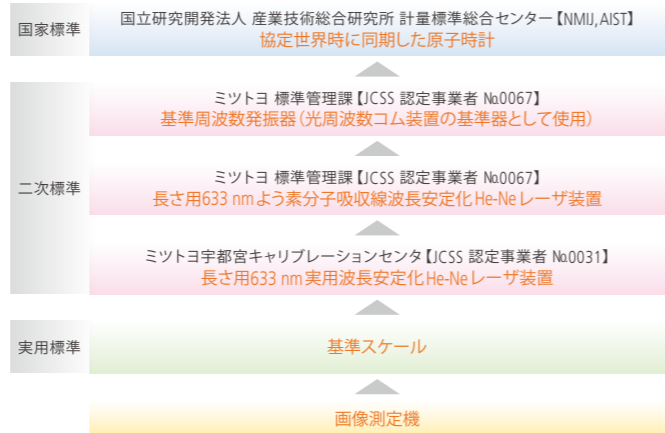 国家標準
国立研究開発法人 産業技術総合研究所 計量標準総合センター【NMIJ, AIST】
協定世界時に同期した原子時計
二次標準
ミツトヨ 標準管理課【JCSS 認定事業者 №0067】
基準周波数発振器(光周波数コム装置の基準器として使用)
ミツトヨ 標準管理課【JCSS 認定事業者 №0067】
長さ用633 nmよう素分子吸収線波長安定化He-Neレーザ装置
ミツトヨ宇都宮キャリブレーションセンタ【JCSS 認定事業者 №0031】
長さ用633 nm実用波長安定化He-Neレーザ装置
実用標準
基準スケール
画像測定機